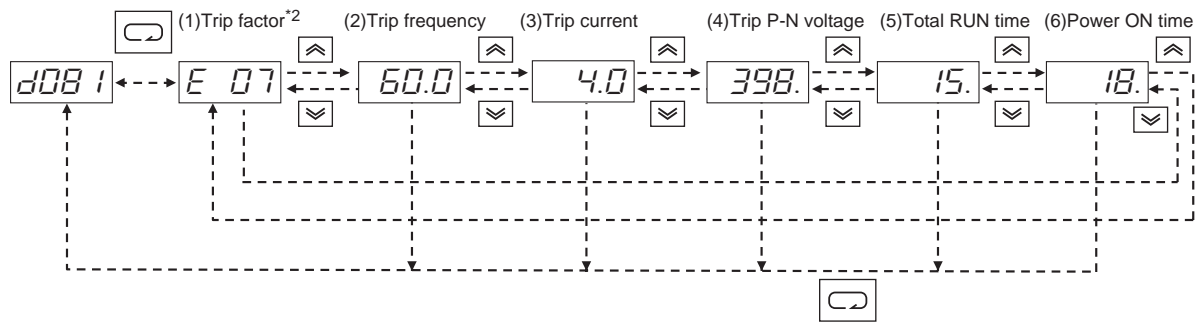 (1)Trip factor*2 (2)Trip frequency (3)Trip current (4)Trip P-N voltage (5)Total RUN time (6)Power ON time
d081 E 07 60.0 4.0 398. 15. 18.